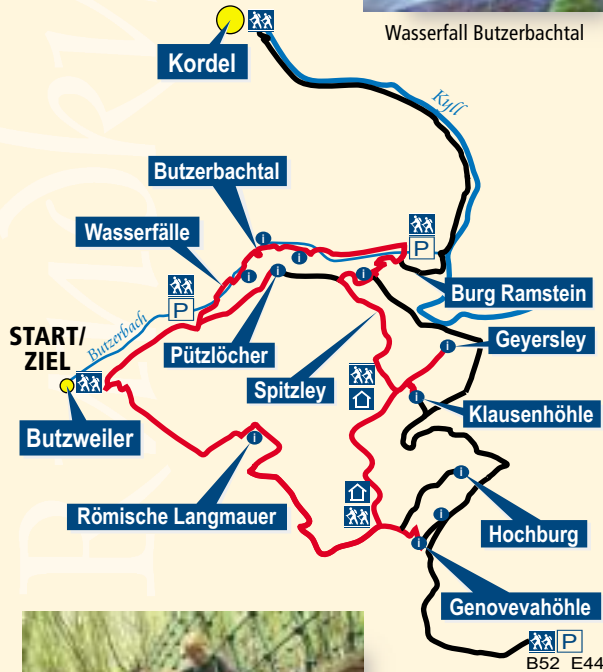 Wasserfall Butzerbachtal
Kordel
Kyll
Butzerbachtal
Wasserfälle
P
Burg Ramstein
P
START/
ZIEL
Butzerbach
Pützlöcher
Geyersley
Spitzley
Klausenhöhle
Butzweiler
Römische Langmauer
Hochburg
Genovevahöhle
P
B52 E44
i
i
i
i
i
i
i
i
i
i
i